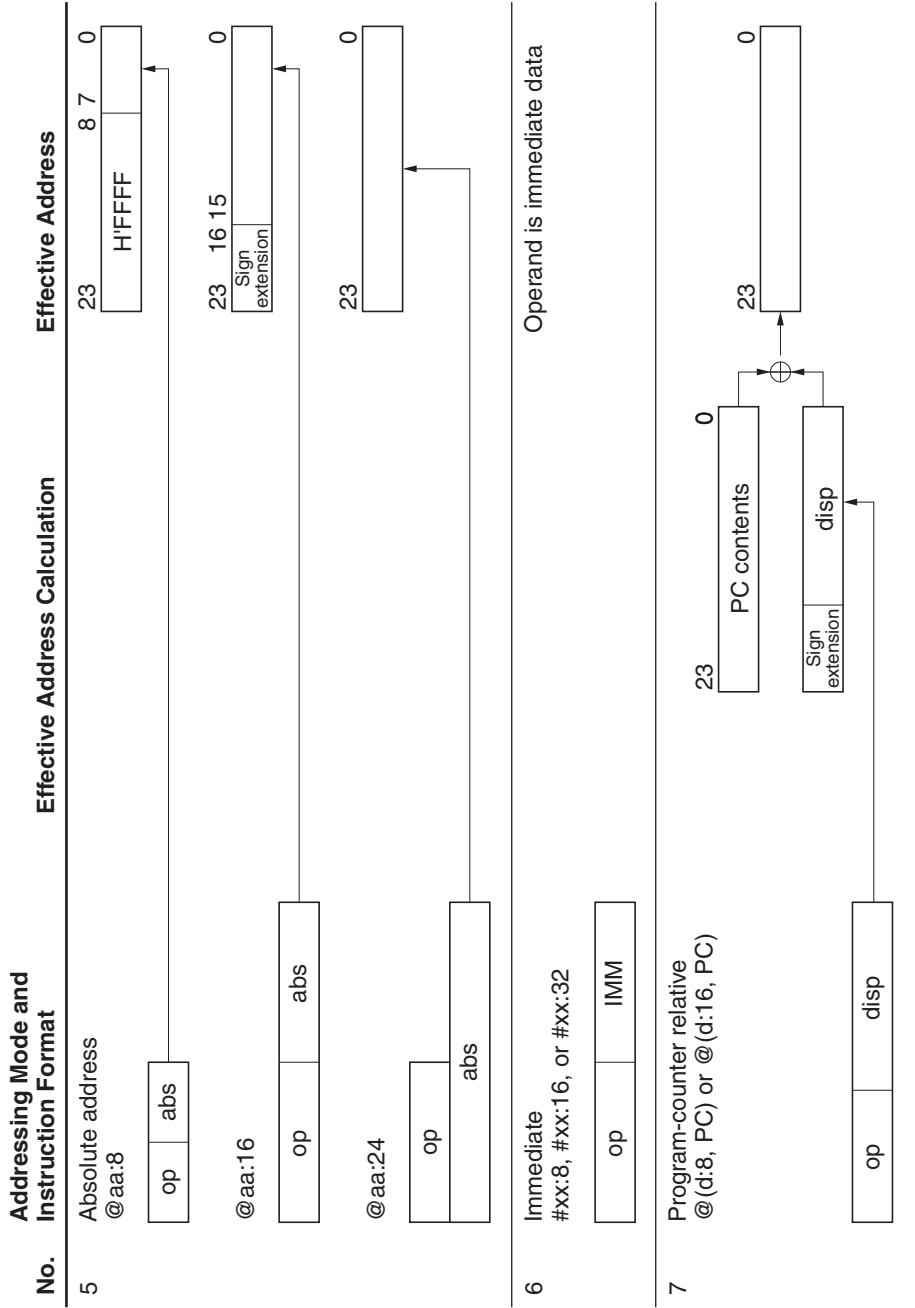 No. Addressing Mode and Instruction Format Effective Address Calculation Effective Address
5 Absolute address
@aa:8
op abs
23 8 7 0
H'FFFF
@aa:16
op abs
23 16 15 0
Sign extension
@aa:24
op
abs
23 0
6 Immediate
#xx:8, #xx:16, or #xx:32
op IMM
Operand is immediate data
7 Program-counter relative
@(d:8, PC) or @(d:16, PC)
op disp
23 0
PC contents
Sign extension disp
23 0